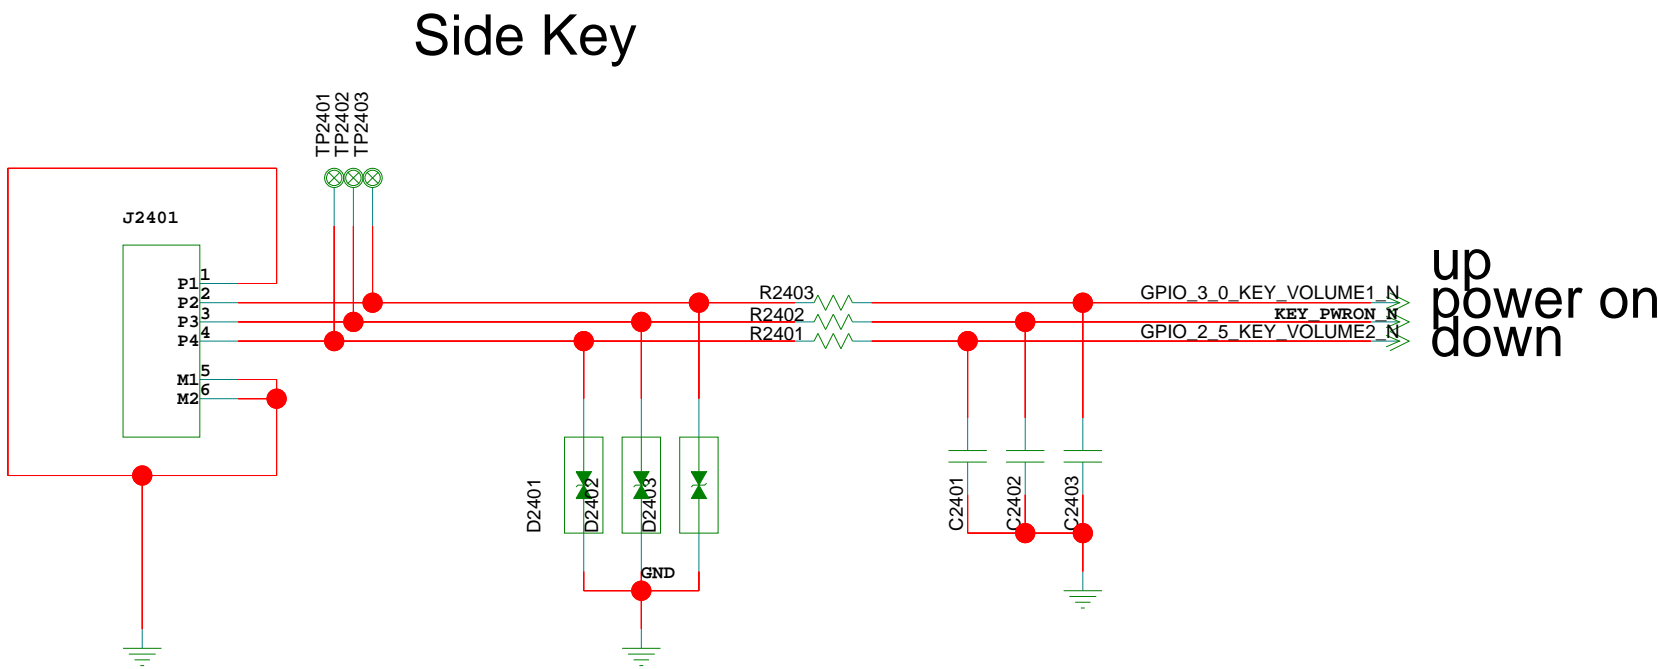 Side Key
TP2401
TP2402
TP2403
J2401
P1 1
P2 2
P3 3
P4 4
M1 5
M2 6
R2403
R2402
R2401
GPIO_3_0_KEY_VOLUME1_N
KEY_PWRON_N
GPIO_2_5_KEY_VOLUME2_N
up
power on
down
D2401
D2402
D2403
C2401
C2402
C2403
GND